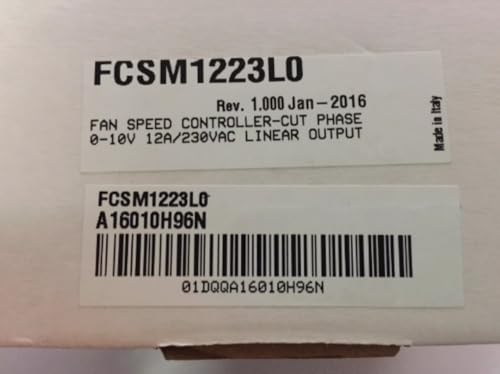 FCSM1223L0
Rev. 1.000 Jan-2016
FAN SPEED CONTROLLER-CUT PHASE
0-10V 12A/230VAC LINEAR OUTPUT
Made in Italy
FCSM1223L0
A16010H96N
01DQQA16010H96N